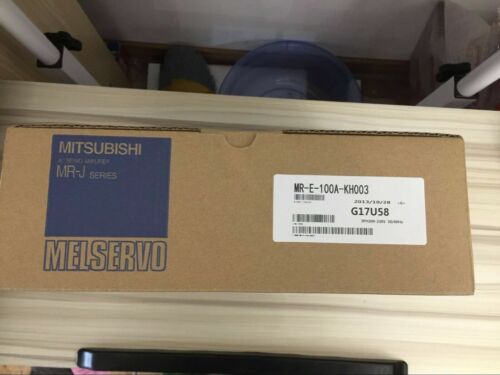 MITSUBISHI
AC SERVO AMPLIFIER
MR-J SERIES
MELSERVO
MR-E-100A-KH003
2013/10/28
G17U58